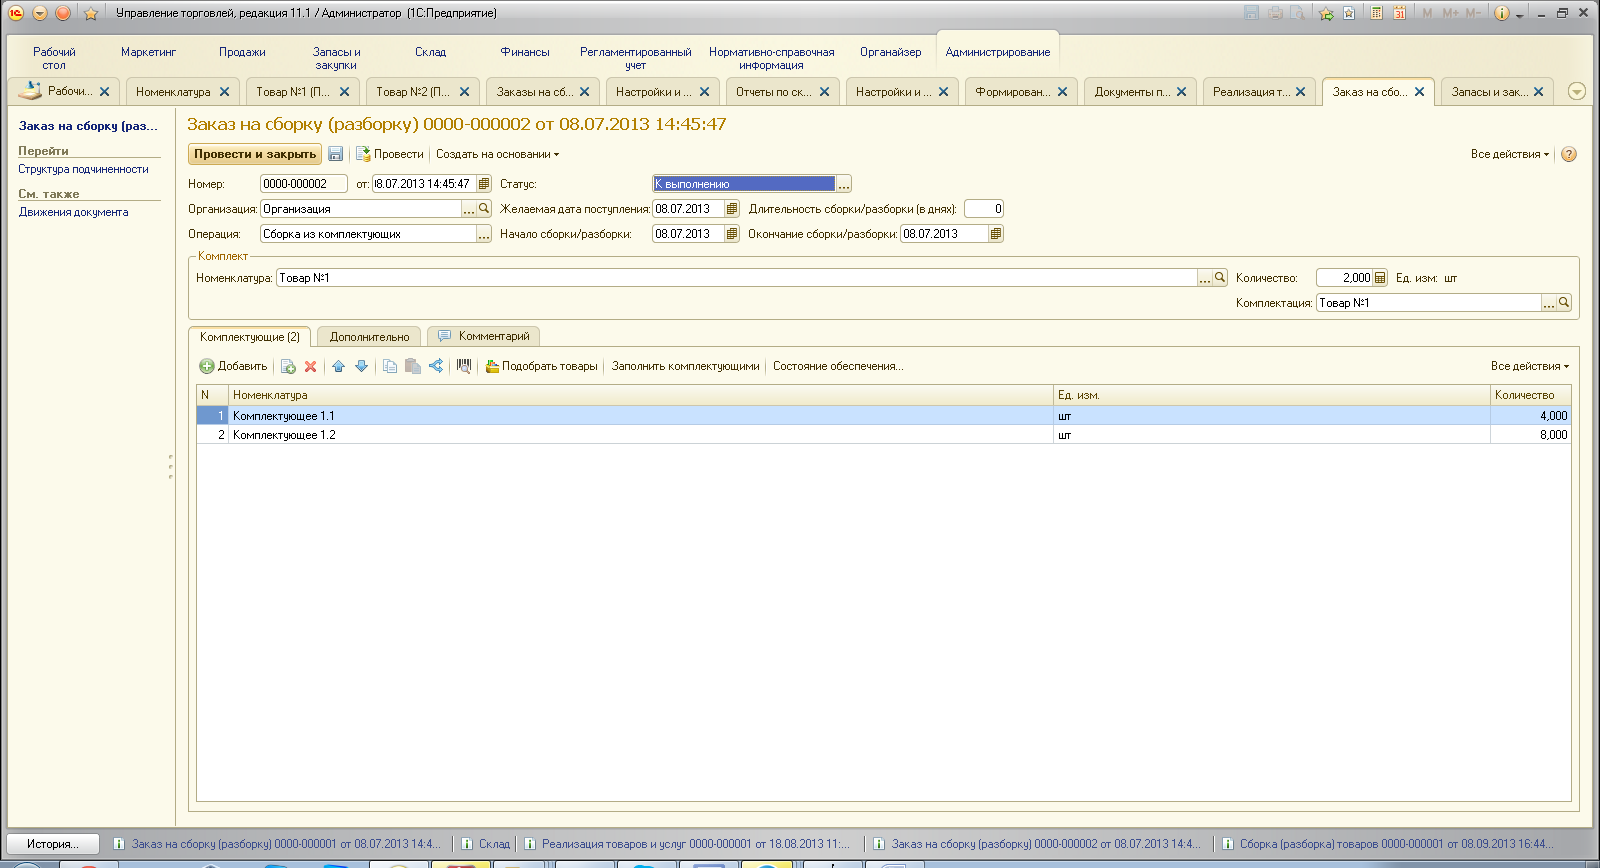 Управление торговлей, редакция 11.1 / Администратор (1С:Предприятие)
M M+ M-
Рабочий стол
Маркетинг
Продажи
Запасы и закупки
Склад
Финансы
Регламентированный учет
Нормативно-справочная информация
Органайзер
Администрирование
Рабочи...
Номенклатура
Товар №1 (П...
Товар №2 (П...
Заказы на сб...
Настройки и ...
Отчеты по ск...
Настройки и ...
Формирован...
Документы п...
Реализация т...
Заказ на сбо...
Запасы и зак...
Заказ на сборку (раз...
Перейти
Структура подчиненности
См. также
Движения документа
Заказ на сборку (разборку) 0000-000002 от 08.07.2013 14:45:47
Провести и закрыть Провести Создать на основании Все действия
Номер: 0000-000002 от: 8.07.2013 14:45:47 Статус: К выполнению ...
Организация: Организация ... Желаемая дата поступления: 08.07.2013 Длительность сборки/разборки (в днях): 0
Операция: Сборка из комплектующих ... Начало сборки/разборки: 08.07.2013 Окончание сборки/разборки: 08.07.2013
Комплект
Номенклатура: Товар №1 ... Количество: 2,000 Ед. изм: шт
Комплектация: Товар №1 ...
Комплектующие (2) Дополнительно Комментарий
Добавить Подобрать товары Заполнить комплектующими Состояние обеспечения... Все действия
N Номенклатура Ед. изм. Количество
1 Комплектующее 1.1 шт 4,000
2 Комплектующее 1.2 шт 8,000
История... Заказ на сборку (разборку) 0000-000001 от 08.07.2013 14:4... Склад Реализация товаров и услуг 0000-000001 от 18.08.2013 11:... Заказ на сборку (разборку) 0000-000002 от 08.07.2013 14:4... Сборка (разборка) товаров 0000-000001 от 08.09.2013 16:44...